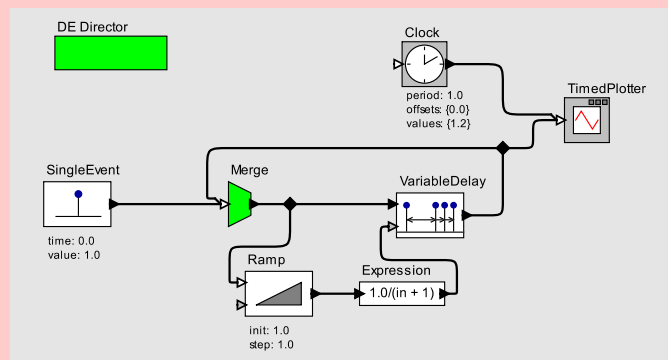 DE Director
Clock
period: 1.0
offsets: {0.0}
values: {1.2}
TimedPlotter
SingleEvent
time: 0.0
value: 1.0
Merge
VariableDelay
Ramp
init: 1.0
step: 1.0
Expression
1.0/(in + 1)